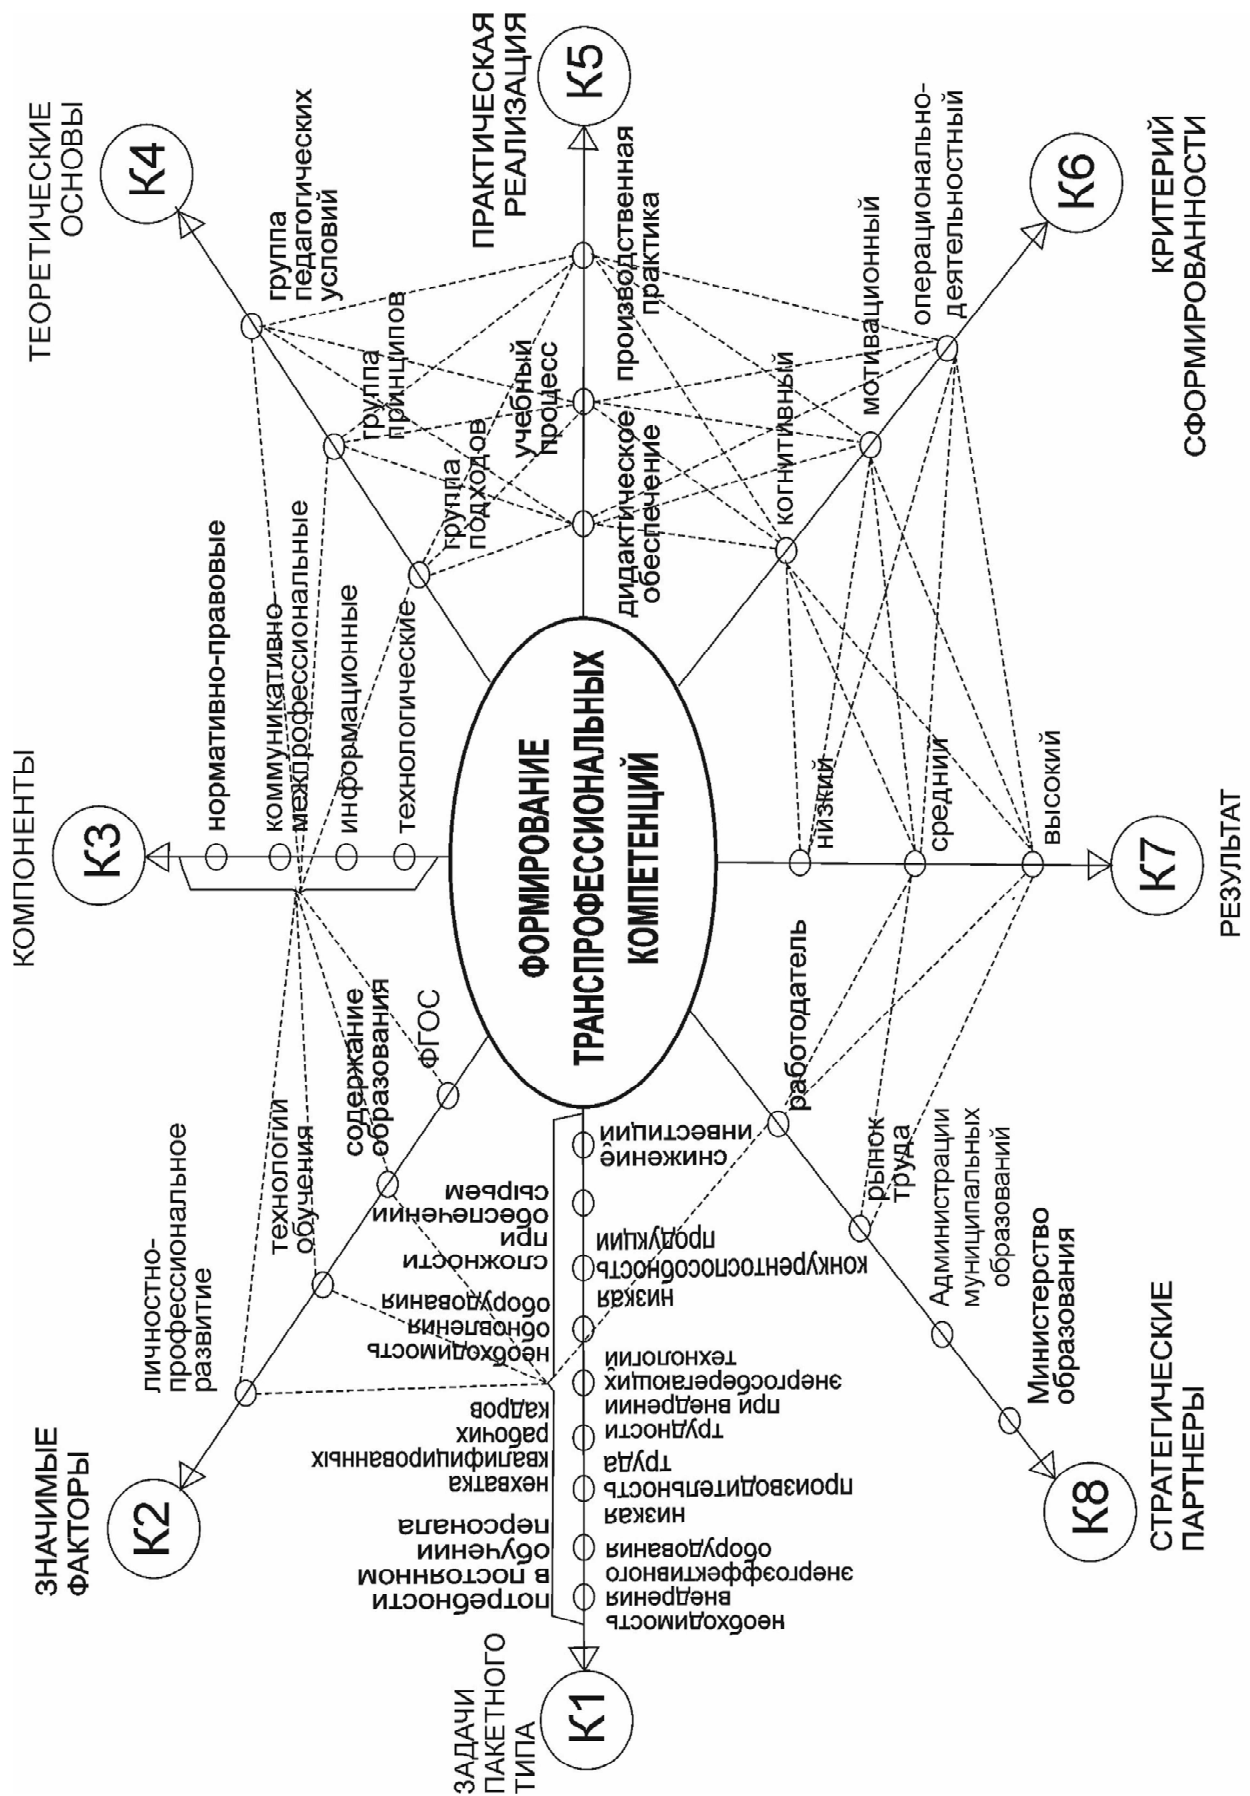 ФОРМИРОВАНИЕ
ТРАНСПРОФЕССИОНАЛЬНЫХ
КОМПЕТЕНЦИЙ
К1
ЗАДАЧИ
ПАКЕТНОГО
ТИПА
потребности
в постоянном
обучении
персонала
нехватка
квалифицированных
рабочих
кадров
необходимость
обновления
оборудования
сложности
при
обеспечении
сырьем
необходимость
внедрения
энергоэффективного
оборудования
низкая
производительность
труда
трудности
при внедрении
энергосберегающих
технологий
низкая
конкурентоспособность
продукции
снижение
инвестиций
К2
ЗНАЧИМЫЕ
ФАКТОРЫ
личностно-
профессиональное
развитие
технологии
обучения
содержание
образования
ФГОС
К3
КОМПОНЕНТЫ
нормативно-правовые
коммуникативно-
межпрофессиональные
информационные
технологические
К4
ТЕОРЕТИЧЕСКИЕ
ОСНОВЫ
группа
педагогических
условий
группа
принципов
группа
подходов
К5
ПРАКТИЧЕСКАЯ
РЕАЛИЗАЦИЯ
дидактическое
обеспечение
учебный
процесс
производственная
практика
К6
КРИТЕРИЙ
СФОРМИРОВАННОСТИ
когнитивный
мотивационный
операционально-
деятельностный
К7
РЕЗУЛЬТАТ
низкий
средний
высокий
К8
СТРАТЕГИЧЕСКИЕ
ПАРТНЕРЫ
работодатель
рынок
труда
Администрации
муниципальных
образований
Министерство
образования